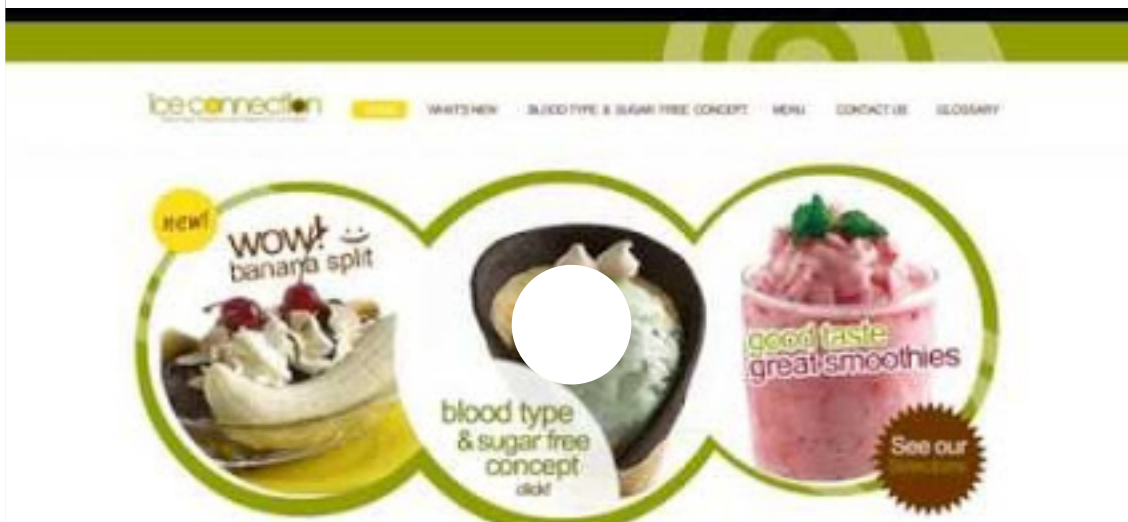 ice connection
WHAT'S NEW
BLOOD TYPE & SUGAR FREE CONCEPT
MENU
CONTACT US
GLOSSARY
new!
WOW! :)
banana split
blood type
& sugar free
concept
click!
good taste
great smoothies
See our